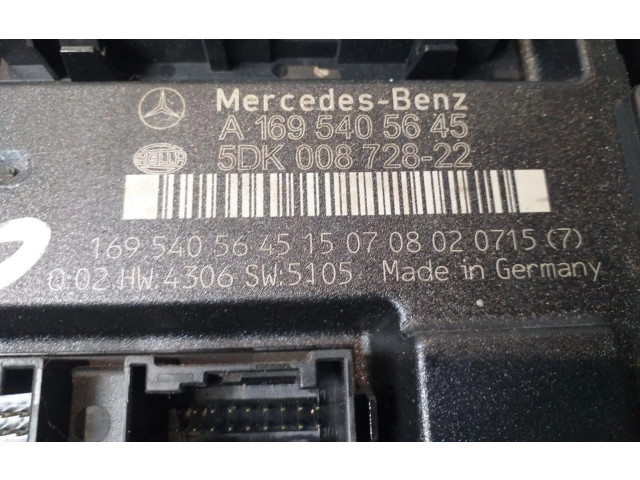 Mercedes-Benz
A 169 540 56 45
HELLA 5DK 008 728-22
169 540 56 45 15 07 08 02 0715 (7)
Q:02 HW.4306 SW.5105 Made in Germany